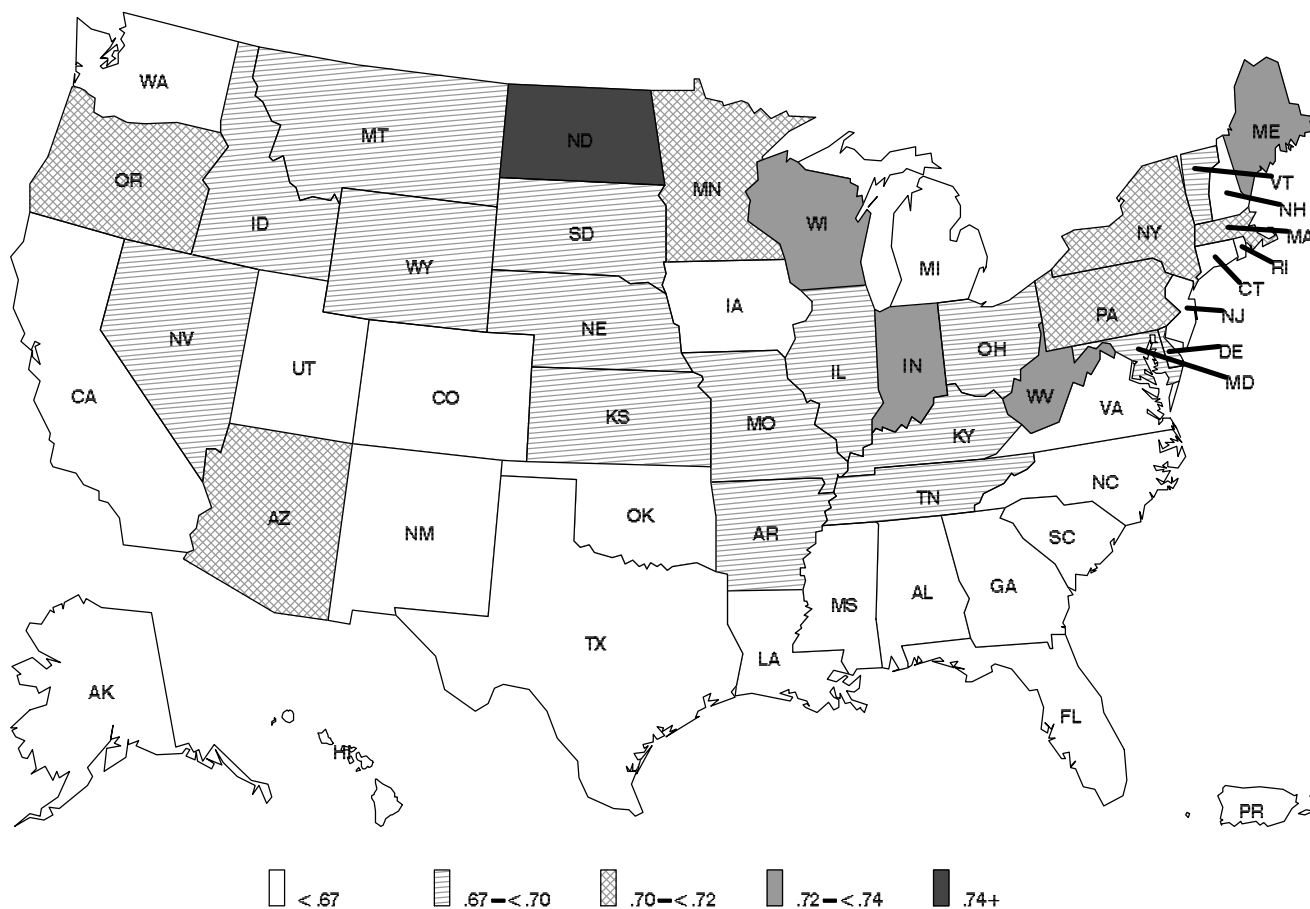 WA
ME
MT
ND
OR
MN
VT
NH
ID
WI
SD
NY
MA
WY
MI
RI
CT
IA
NE
PA
NJ
NV
OH
DE
UT
IL
IN
MD
CA
CO
WV
VA
KS
MO
KY
NC
TN
AZ
OK
NM
AR
SC
GA
AL
MS
TX
LA
AK
FL
HI
PR
<.67
.67-<.70
.70-<.72
.72-<.74
.74+